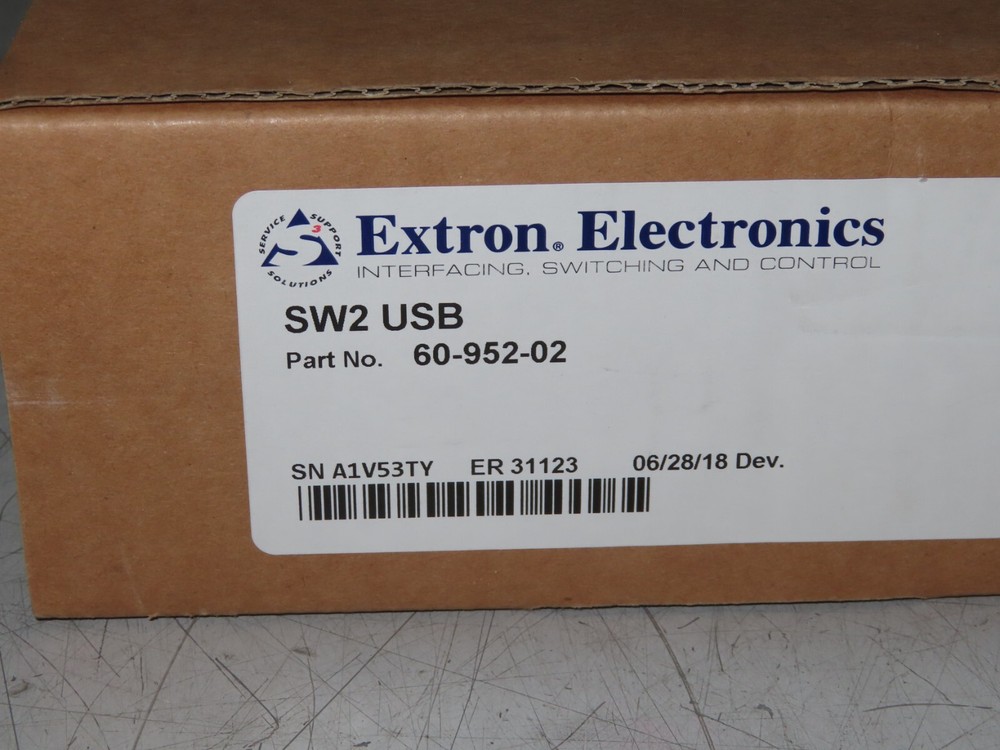 SERVICE SUPPORT SOLUTIONS
S3
Extron® Electronics
INTERFACING, SWITCHING AND CONTROL
SW2 USB
Part No. 60-952-02
SN A1V53TY ER 31123 06/28/18 Dev.